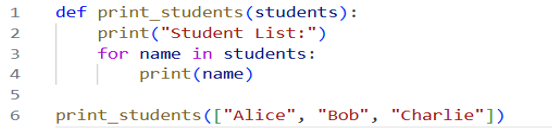 1 def print_students(students):
2     print("Student List:")
3     for name in students:
4         print(name)
5
6 print_students(["Alice", "Bob", "Charlie"])